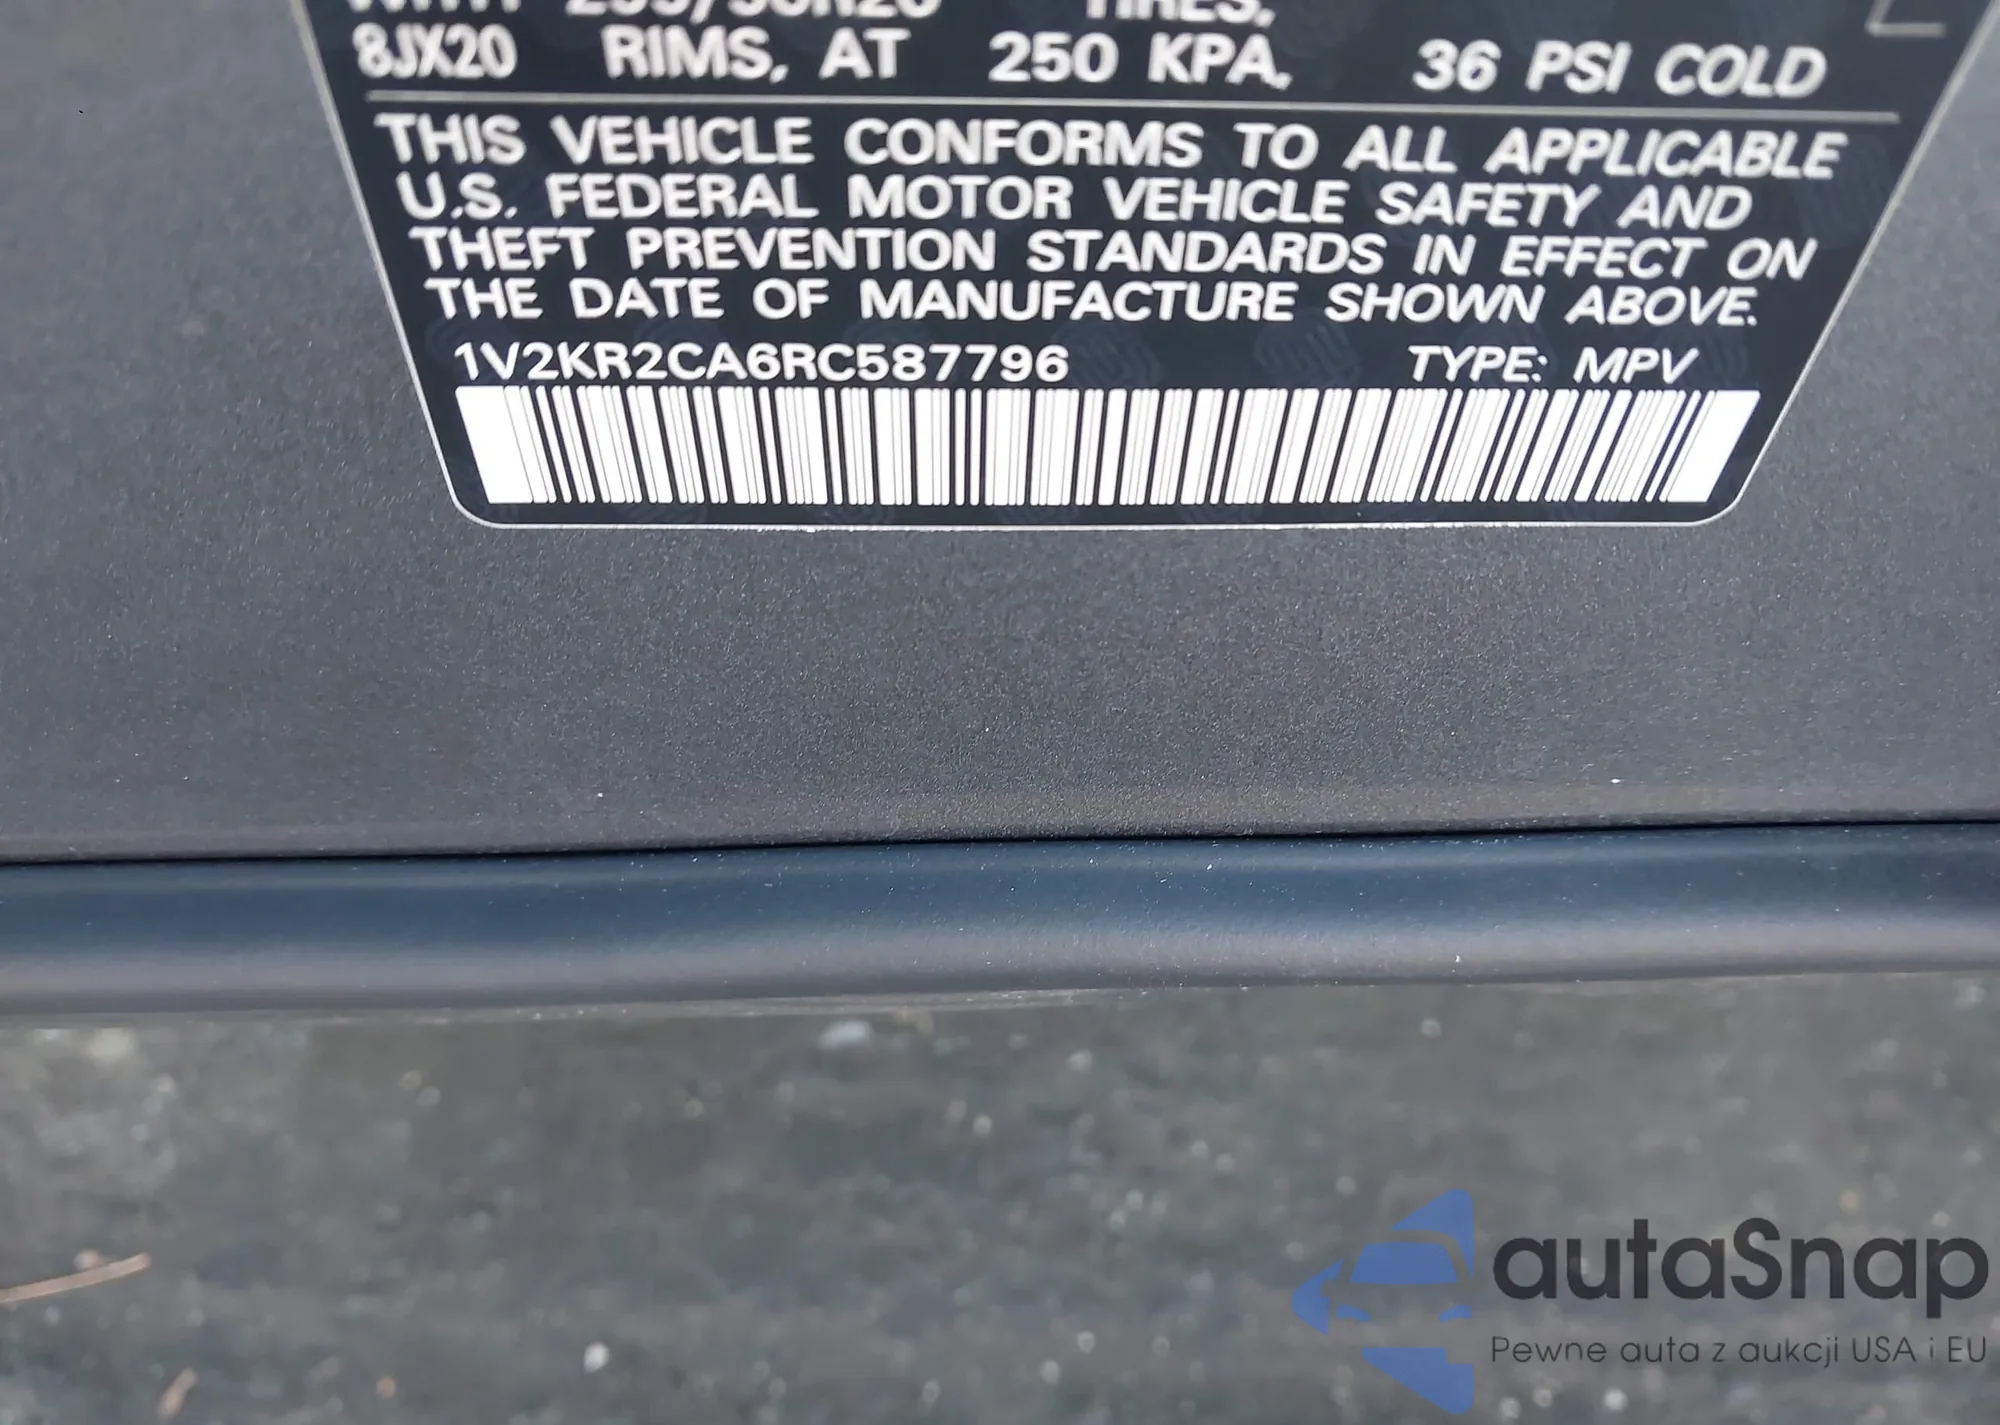 8JX20 RIMS, AT 250 KPA, 36 PSI COLD
THIS VEHICLE CONFORMS TO ALL APPLICABLE
U.S. FEDERAL MOTOR VEHICLE SAFETY AND
THEFT PREVENTION STANDARDS IN EFFECT ON
THE DATE OF MANUFACTURE SHOWN ABOVE.
1V2KR2CA6RC587796 TYPE: MPV
autaSnap
Pewne auta z aukcji USA i EU